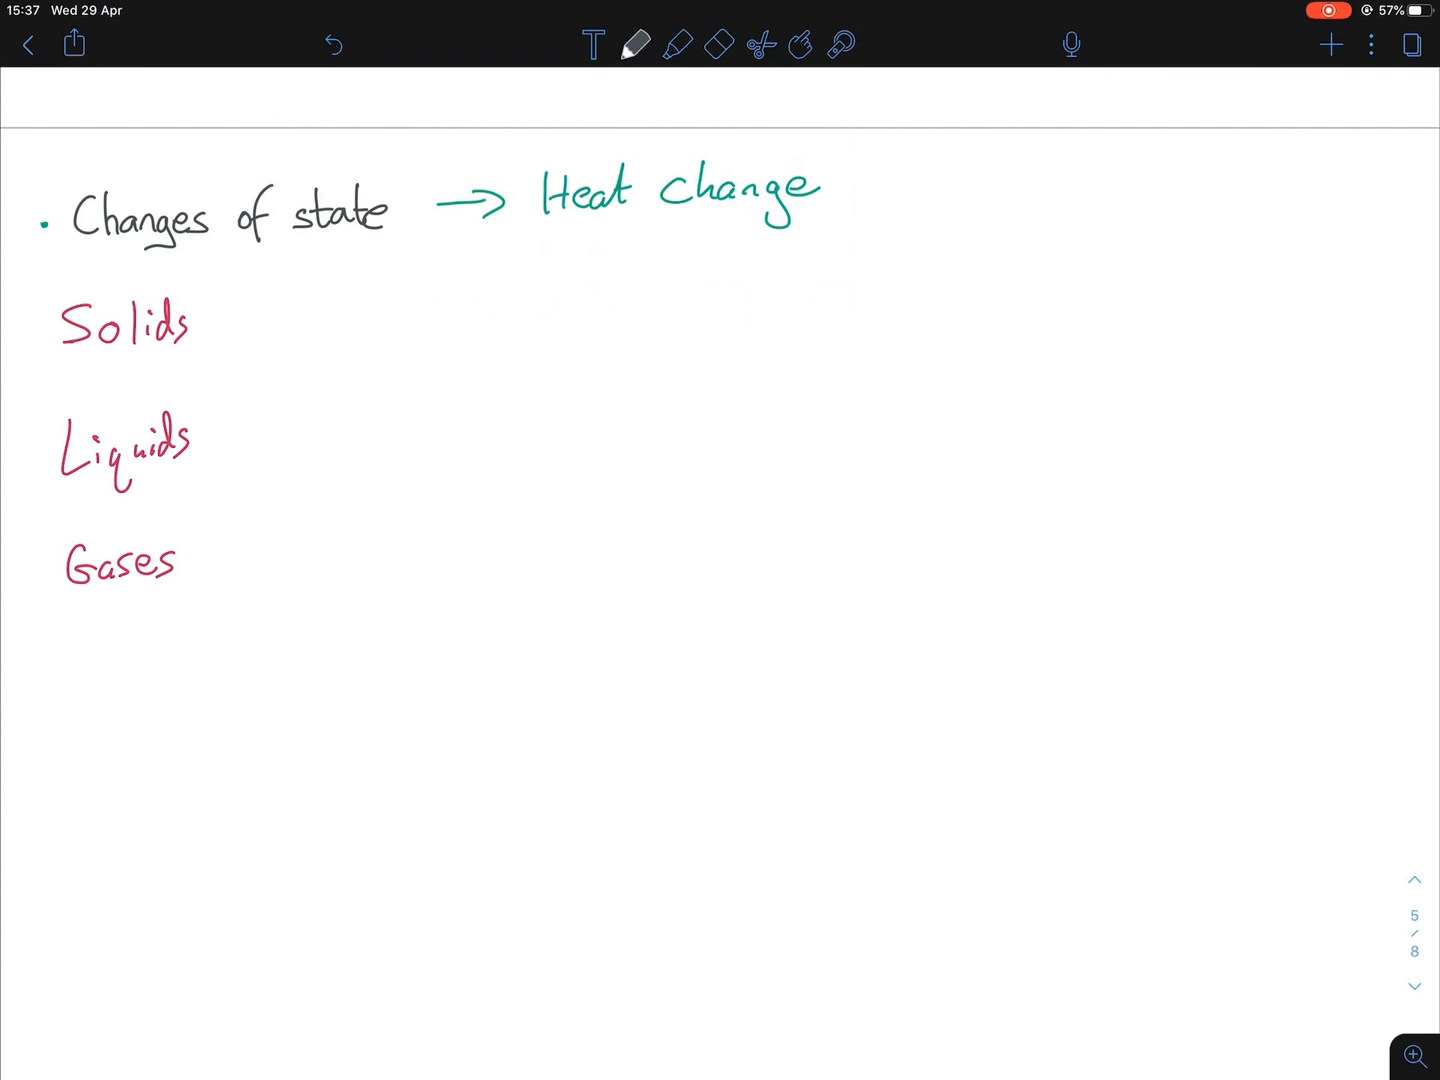 15:37 Wed 29 Apr 57%
T
· Changes of state → Heat change
Solids
Liquids
Gases
5
/
8